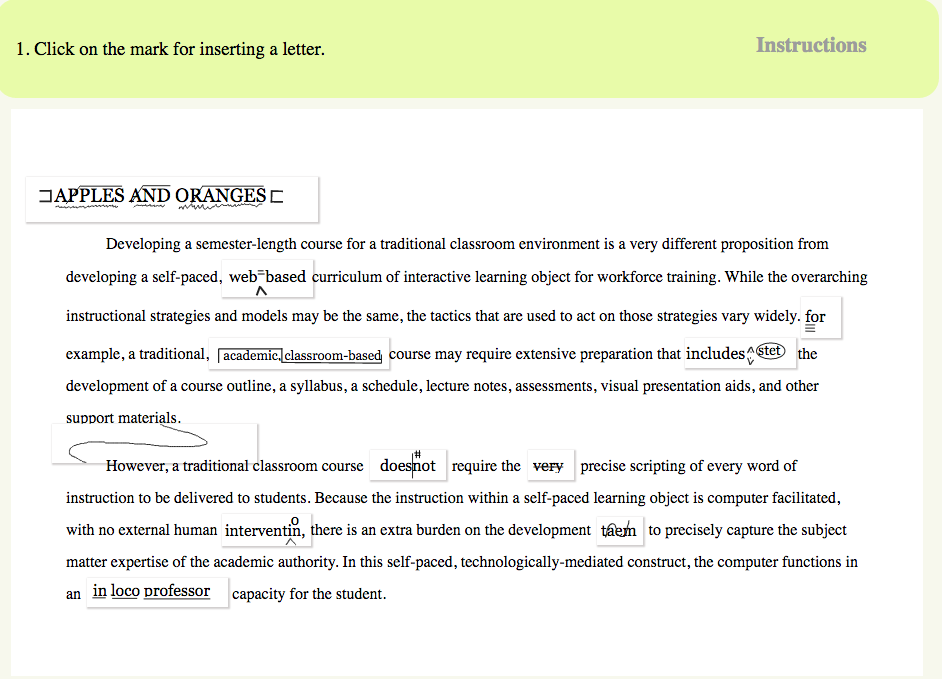 1. Click on the mark for inserting a letter.
Instructions
APPLES AND ORANGES
Developing a semester-length course for a traditional classroom environment is a very different proposition from
developing a self-paced, web=based curriculum of interactive learning object for workforce training. While the overarching
instructional strategies and models may be the same, the tactics that are used to act on those strategies vary widely. for
example, a traditional, academic, classroom-based course may require extensive preparation that includes stet the
development of a course outline, a syllabus, a schedule, lecture notes, assessments, visual presentation aids, and other
support materials.
However, a traditional classroom course does#not require the very precise scripting of every word of
instruction to be delivered to students. Because the instruction within a self-paced learning object is computer facilitated,
with no external human interventin, o there is an extra burden on the development taem to precisely capture the subject
matter expertise of the academic authority. In this self-paced, technologically-mediated construct, the computer functions in
an in loco professor capacity for the student.